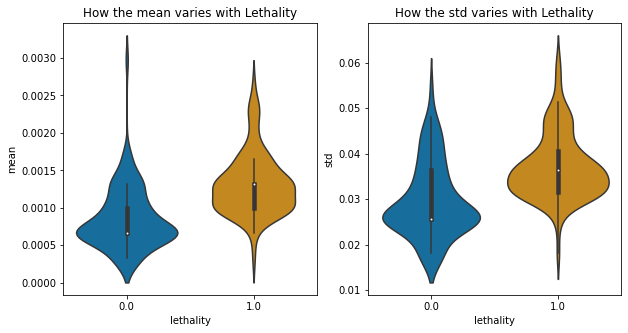 How the mean varies with Lethality
0.0030
0.0025
0.0020
0.0015
0.0010
0.0005
0.0000
mean
0.0
1.0
lethality
How the std varies with Lethality
0.06
0.05
0.04
0.03
0.02
0.01
std
0.0
1.0
lethality